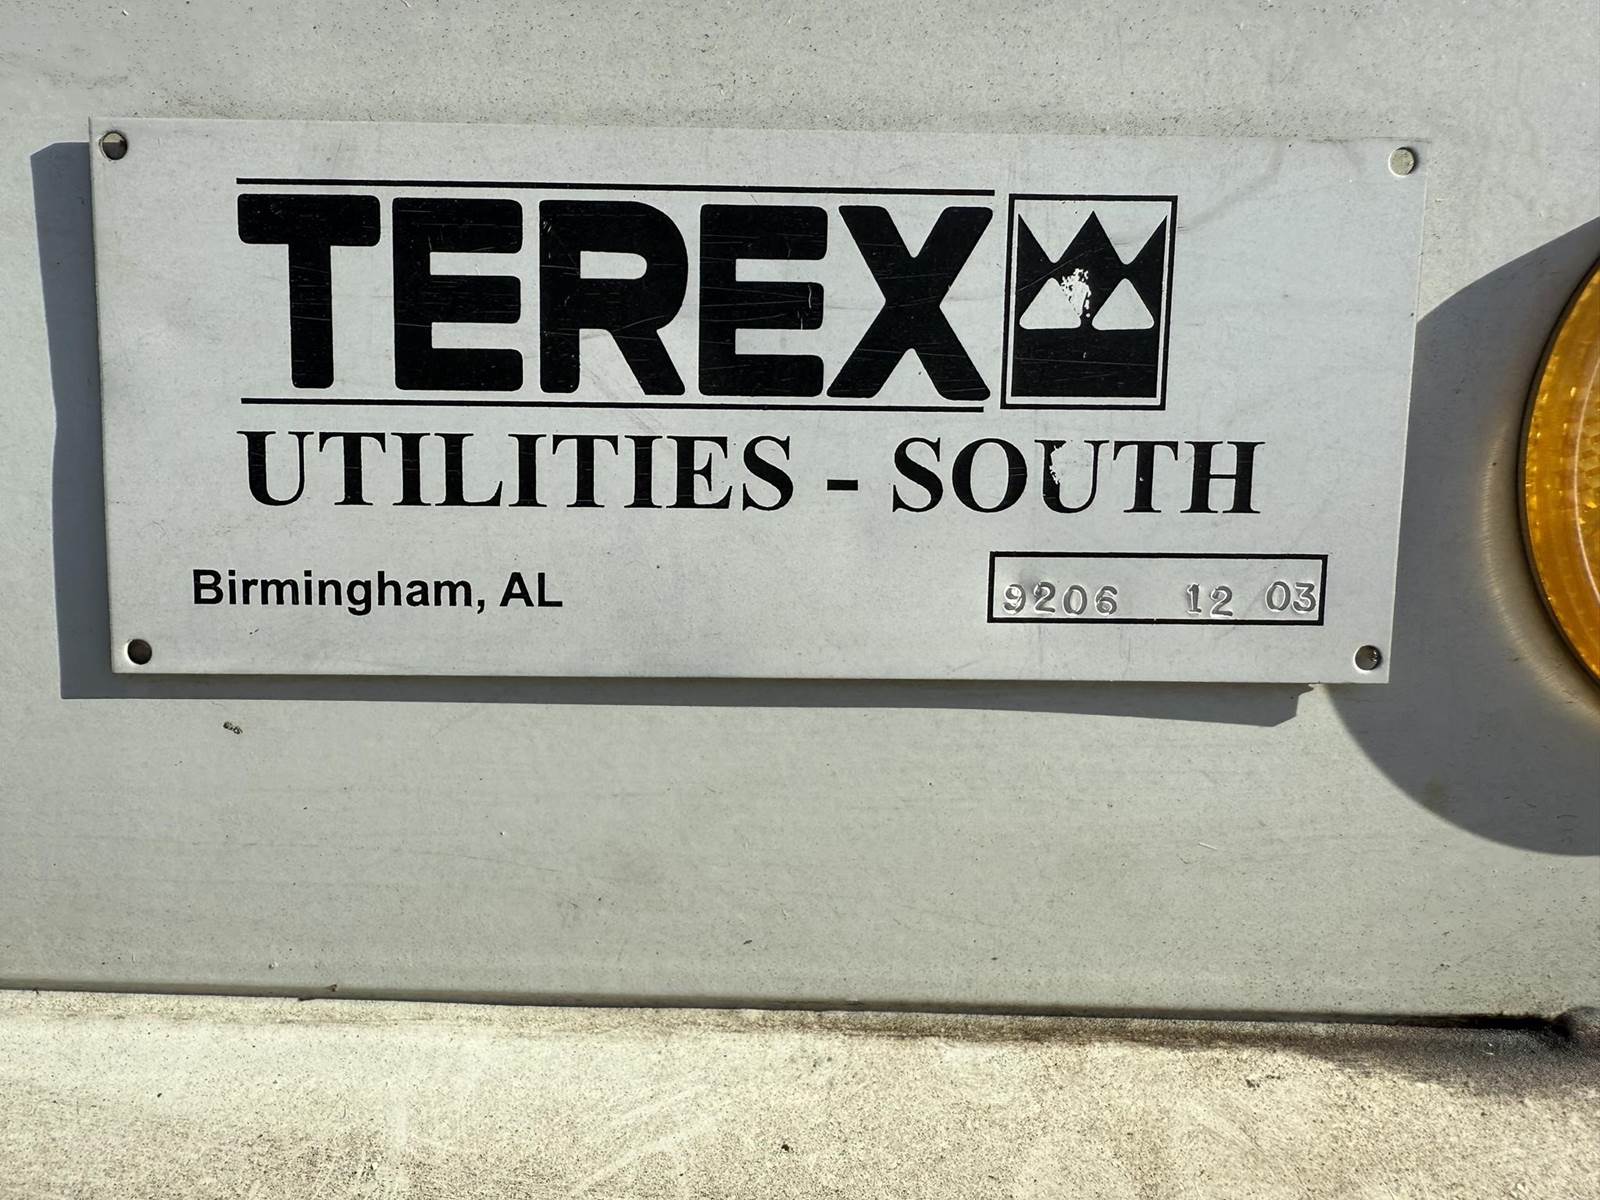 TEREX
UTILITIES - SOUTH
Birmingham, AL
9206 12 03